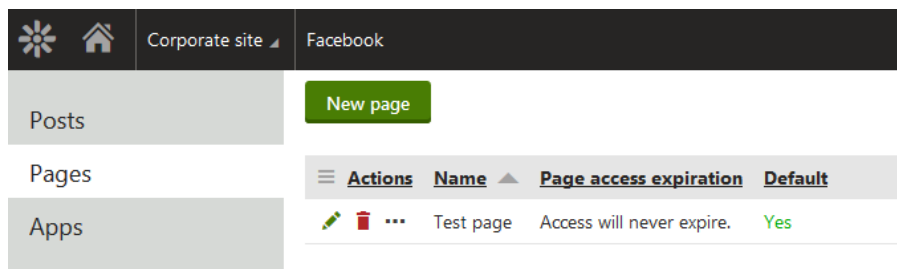 Corporate site Facebook
New page
Posts
Pages
Apps
Actions Name Page access expiration Default
Test page Access will never expire. Yes